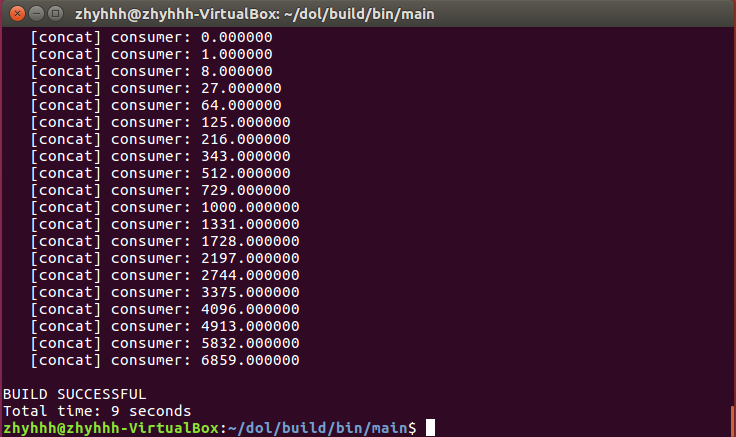 zhyhhh@zhyhhh-VirtualBox: ~/dol/build/bin/main
[concat] consumer: 0.000000
[concat] consumer: 1.000000
[concat] consumer: 8.000000
[concat] consumer: 27.000000
[concat] consumer: 64.000000
[concat] consumer: 125.000000
[concat] consumer: 216.000000
[concat] consumer: 343.000000
[concat] consumer: 512.000000
[concat] consumer: 729.000000
[concat] consumer: 1000.000000
[concat] consumer: 1331.000000
[concat] consumer: 1728.000000
[concat] consumer: 2197.000000
[concat] consumer: 2744.000000
[concat] consumer: 3375.000000
[concat] consumer: 4096.000000
[concat] consumer: 4913.000000
[concat] consumer: 5832.000000
[concat] consumer: 6859.000000
BUILD SUCCESSFUL
Total time: 9 seconds
zhyhhh@zhyhhh-VirtualBox:~/dol/build/bin/main$